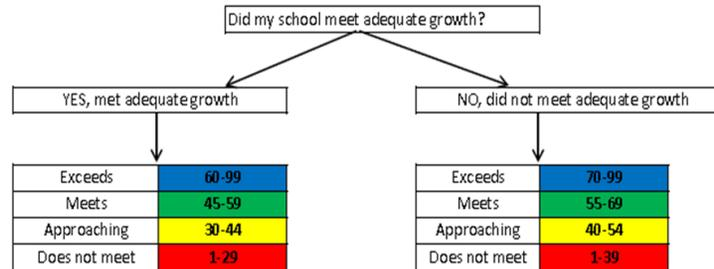 Did my school meet adequate growth?
YES, met adequate growth
NO, did not meet adequate growth
Exceeds 60-99
Meets 45-59
Approaching 30-44
Does not meet 1-29
Exceeds 70-99
Meets 55-69
Approaching 40-54
Does not meet 1-39